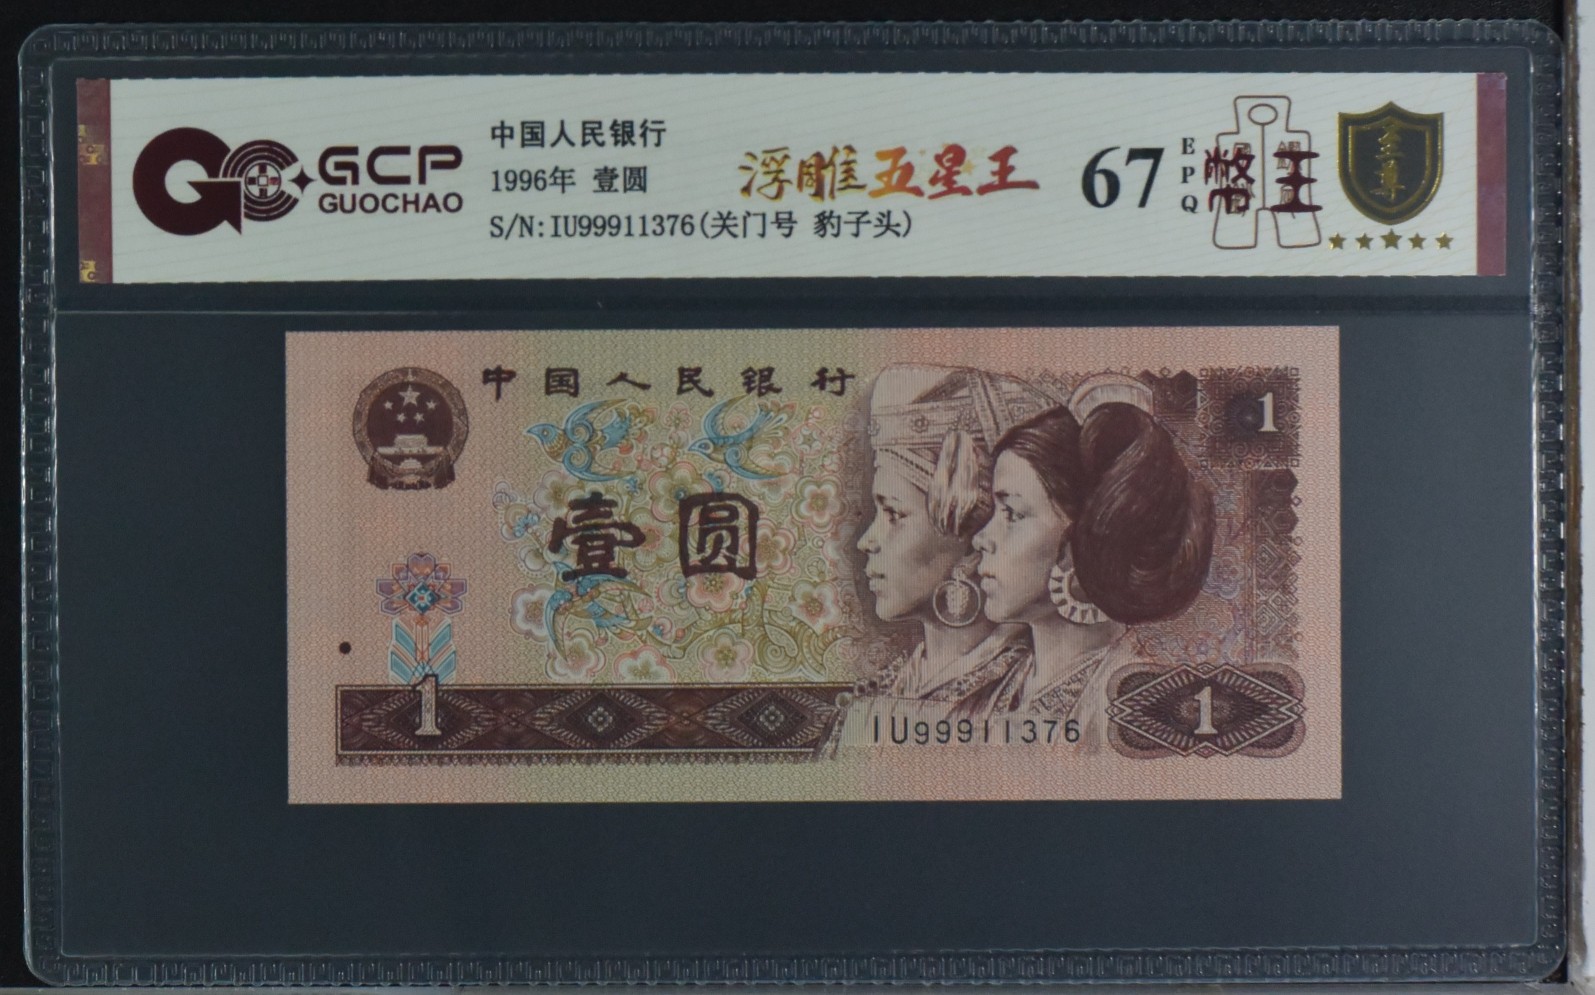 GCP
GUOCHAO
中国人民银行
1996年 壹圆
S/N:IU99911376(关门号 豹子头)
浮雕五星王
67
EPQ
至尊
中国人民银行
1
壹圆
1
IU99911376
1